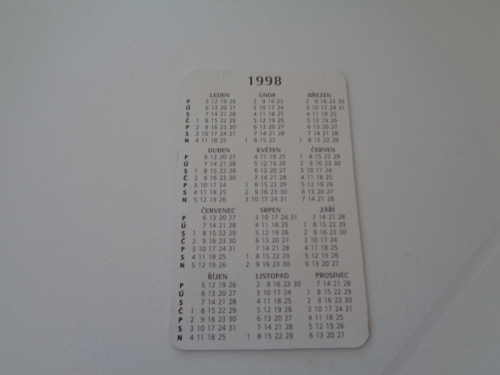 1998
LEDEN ÚNOR BŘEZEN
P 5 12 19 26 2 9 16 23 2 9 16 23 30
Ú 6 13 20 27 3 10 17 24 3 10 17 24 31
S 7 14 21 28 4 11 18 25 4 11 18 25
Č 1 8 15 22 29 5 12 19 26 5 12 19 26
P 2 9 16 23 30 6 13 20 27 6 13 20 27
S 3 10 17 24 31 7 14 21 28 7 14 21 28
N 4 11 18 25 1 8 15 22 1 8 15 22 29
DUBEN KVĚTEN ČERVEN
P 6 13 20 27 4 11 18 25 1 8 15 22 29
Ú 7 14 21 28 5 12 19 26 2 9 16 23 30
S 1 8 15 22 29 6 13 20 27 3 10 17 24
Č 2 9 16 23 30 7 14 21 28 4 11 18 25
P 3 10 17 24 1 8 15 22 29 5 12 19 26
S 4 11 18 25 2 9 16 23 30 6 13 20 27
N 5 12 19 26 3 10 17 24 31 7 14 21 28
ČERVENEC SRPEN ZÁŘÍ
P 6 13 20 27 3 10 17 24 31 7 14 21 28
Ú 7 14 21 28 4 11 18 25 1 8 15 22 29
S 1 8 15 22 29 5 12 19 26 2 9 16 23 30
Č 2 9 16 23 30 6 13 20 27 3 10 17 24
P 3 10 17 24 31 7 14 21 28 4 11 18 25
S 4 11 18 25 1 8 15 22 29 5 12 19 26
N 5 12 19 26 2 9 16 23 30 6 13 20 27
ŘÍJEN LISTOPAD PROSINEC
P 5 12 19 26 2 9 16 23 30 7 14 21 28
Ú 6 13 20 27 3 10 17 24 1 8 15 22 29
S 7 14 21 28 4 11 18 25 2 9 16 23 30
Č 1 8 15 22 29 5 12 19 26 3 10 17 24 31
P 2 9 16 23 30 6 13 20 27 4 11 18 25
S 3 10 17 24 31 7 14 21 28 5 12 19 26
N 4 11 18 25 1 8 15 22 29 6 13 20 27